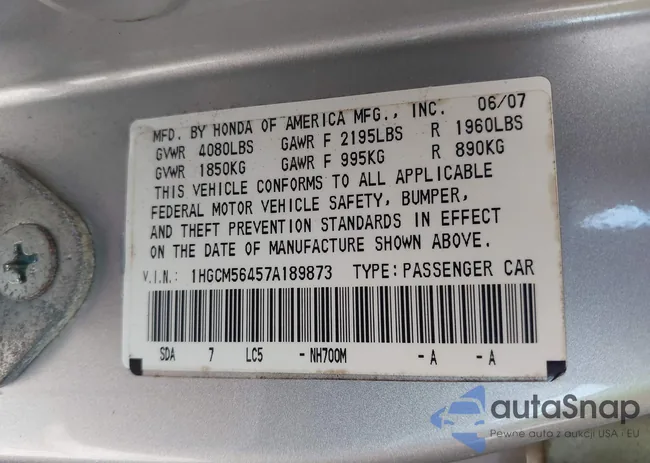 MFD. BY HONDA OF AMERICA MFG., INC. 06/07
GVWR 4080LBS GAWR F 2195LBS R 1960LBS
GVWR 1850KG GAWR F 995KG R 890KG
THIS VEHICLE CONFORMS TO ALL APPLICABLE
FEDERAL MOTOR VEHICLE SAFETY, BUMPER,
AND THEFT PREVENTION STANDARDS IN EFFECT
ON THE DATE OF MANUFACTURE SHOWN ABOVE.
V.I.N.: 1HGCM56457A189873 TYPE: PASSENGER CAR
SDA 7 LC5 - NH700M - A - A
autaSnap
Pewne auto z aukcji USA i EU